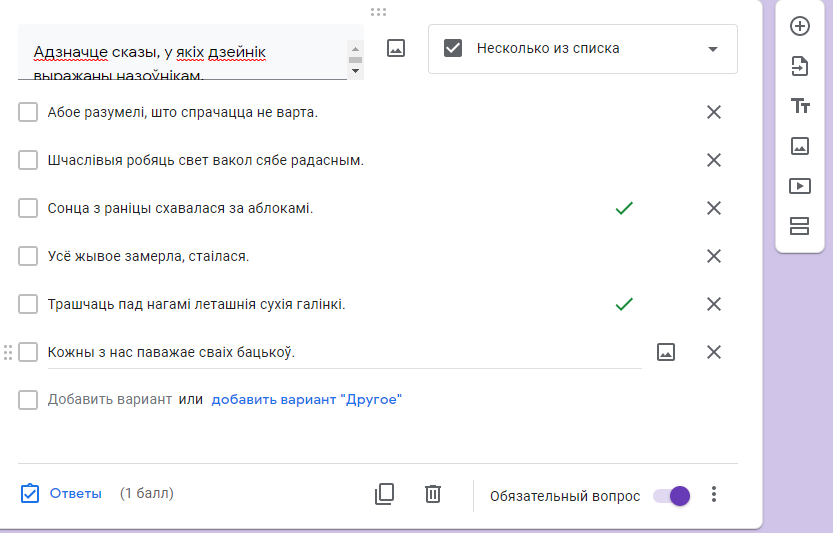 Адзначце сказы, у якіх дзейнік
выражаны назоўнікам.
Несколько из списка
Абое разумелі, што спрачацца не варта.
Шчаслівыя робяць свет вакол сябе радасным.
Сонца з раніцы схавалася за аблокамі.
Усё жывое замерла, стаілася.
Трашчаць пад нагамі леташнія сухія галінкі.
Кожны з нас паважае сваіх бацькоў.
Добавить вариант или добавить вариант "Другое"
Ответы (1 балл) Обязательный вопрос
Тт